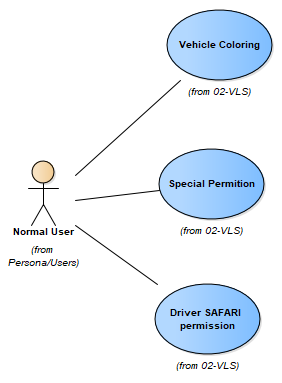 Vehicle Coloring
(from 02-VLS)
Special Permition
(from 02-VLS)
Normal User
(from
Persona/Users)
Driver SAFARI
permission
(from 02-VLS)